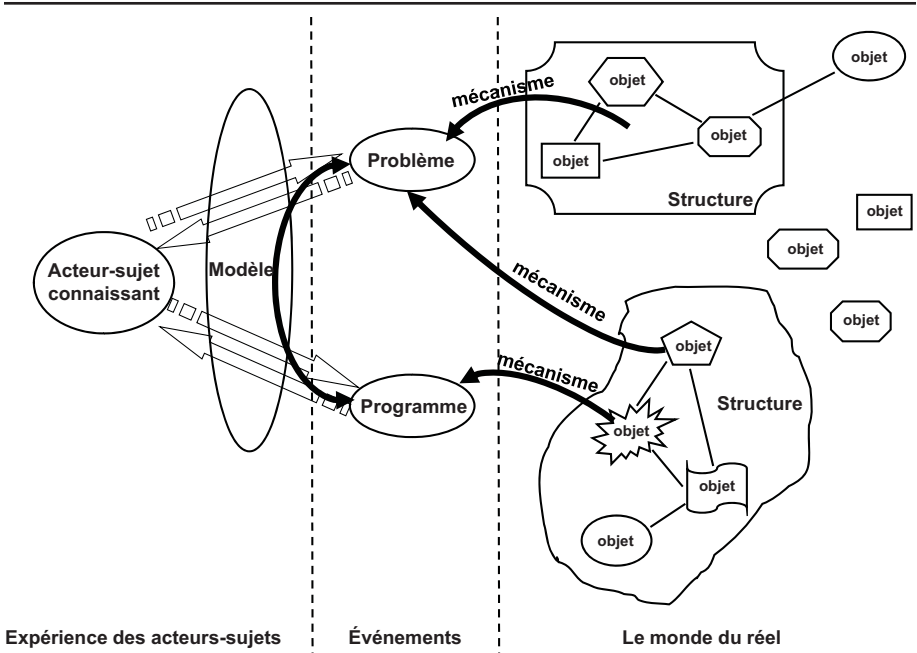 objet
mécanisme
objet
Problème
objet
objet
Structure
objet
objet
Acteur-sujet
connaissant
Modèle
mécanisme
objet
objet
mécanisme
Programme
Structure
objet
objet
objet
Expérience des acteurs-sujets
Événements
Le monde du réel